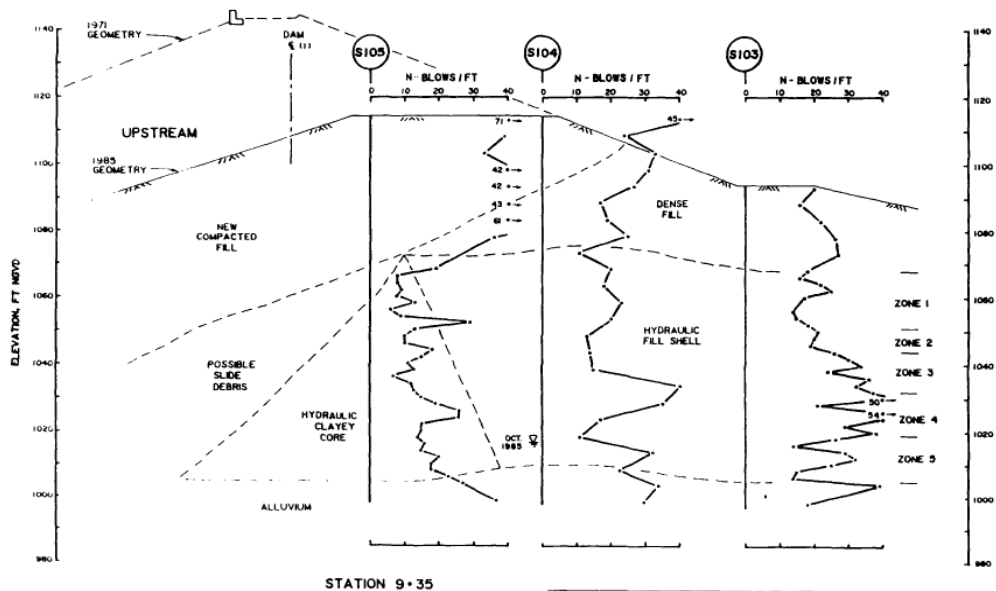 1971
GEOMETRY
DAM
℄ (1)
S105
S104
S103
N-BLOWS/FT
N-BLOWS/FT
N-BLOWS/FT
0 10 20 30 40
0 10 20 30 40
0 20 40
UPSTREAM
1985
GEOMETRY
71
42
42
43
61
45
50
54
NEW
COMPACTED
FILL
DENSE
FILL
POSSIBLE
SLIDE
DEBRIS
HYDRAULIC
CLAYEY
CORE
HYDRAULIC
FILL SHELL
OCT.
1985
ALLUVIUM
ZONE 1
ZONE 2
ZONE 3
ZONE 4
ZONE 5
ELEVATION, FT NGVD
1140
1120
1100
1080
1060
1040
1020
1000
980
1140
1120
1100
1080
1060
1040
1020
1000
980
STATION 9+35